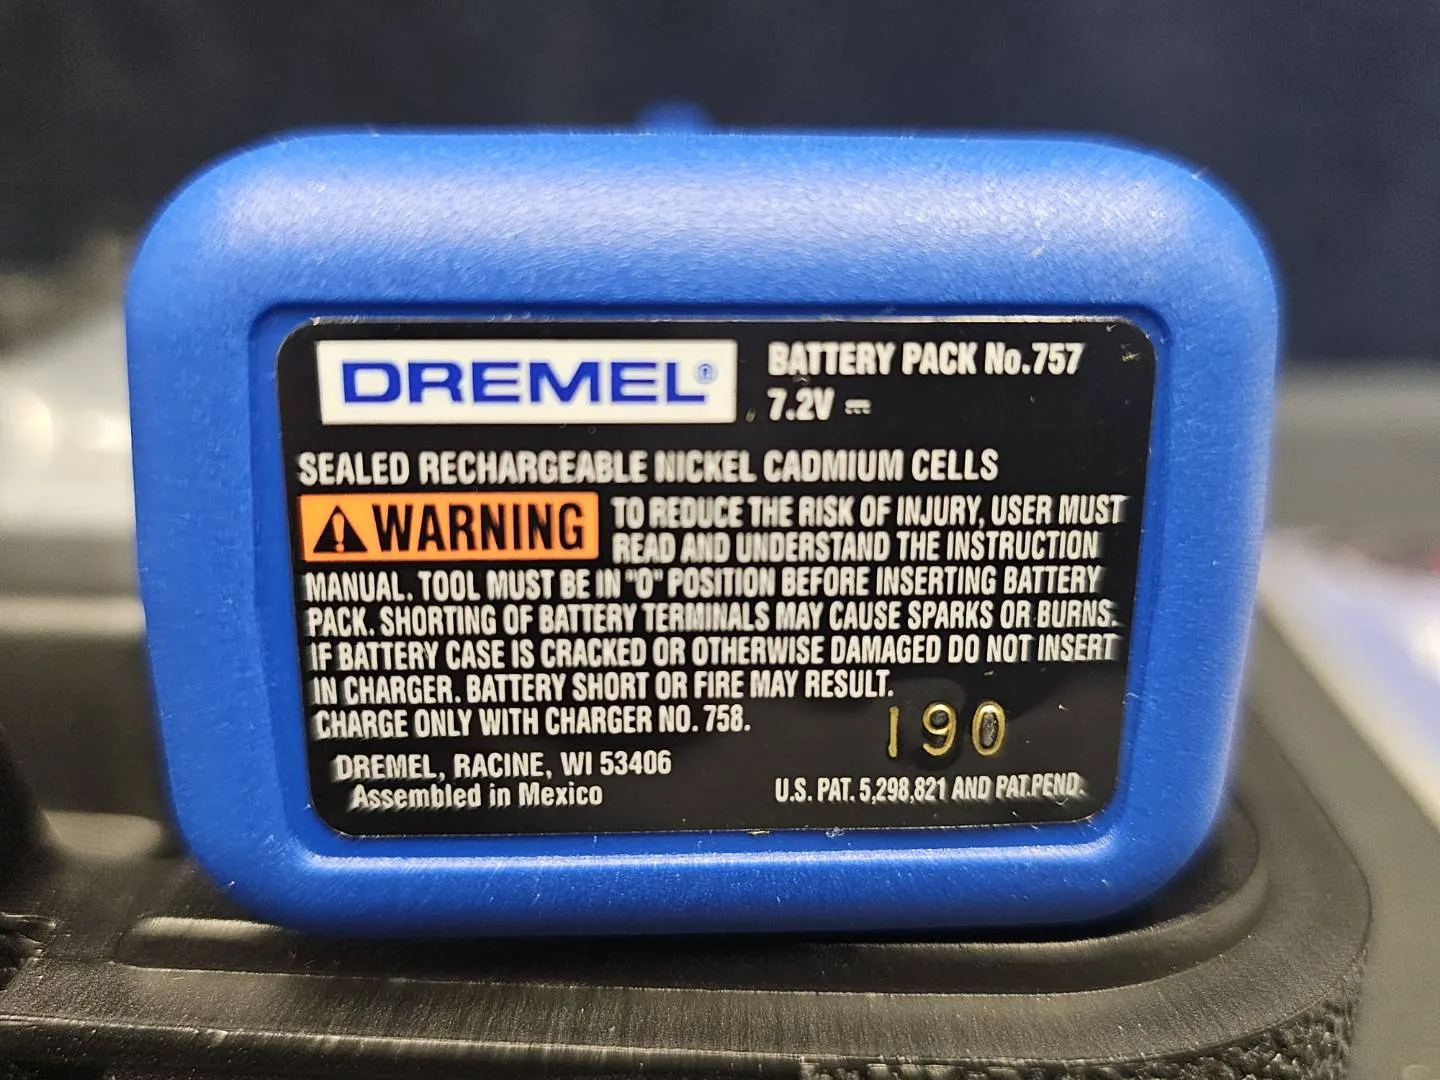 DREMEL®
BATTERY PACK No.757
7.2V ⎓
SEALED RECHARGEABLE NICKEL CADMIUM CELLS
⚠WARNING TO REDUCE THE RISK OF INJURY, USER MUST
READ AND UNDERSTAND THE INSTRUCTION
MANUAL. TOOL MUST BE IN "O" POSITION BEFORE INSERTING BATTERY
PACK. SHORTING OF BATTERY TERMINALS MAY CAUSE SPARKS OR BURNS.
IF BATTERY CASE IS CRACKED OR OTHERWISE DAMAGED DO NOT INSERT
IN CHARGER. BATTERY SHORT OR FIRE MAY RESULT.
CHARGE ONLY WITH CHARGER NO. 758.
190
DREMEL, RACINE, WI 53406
Assembled in Mexico
U.S. PAT. 5,298,821 AND PAT.PEND.